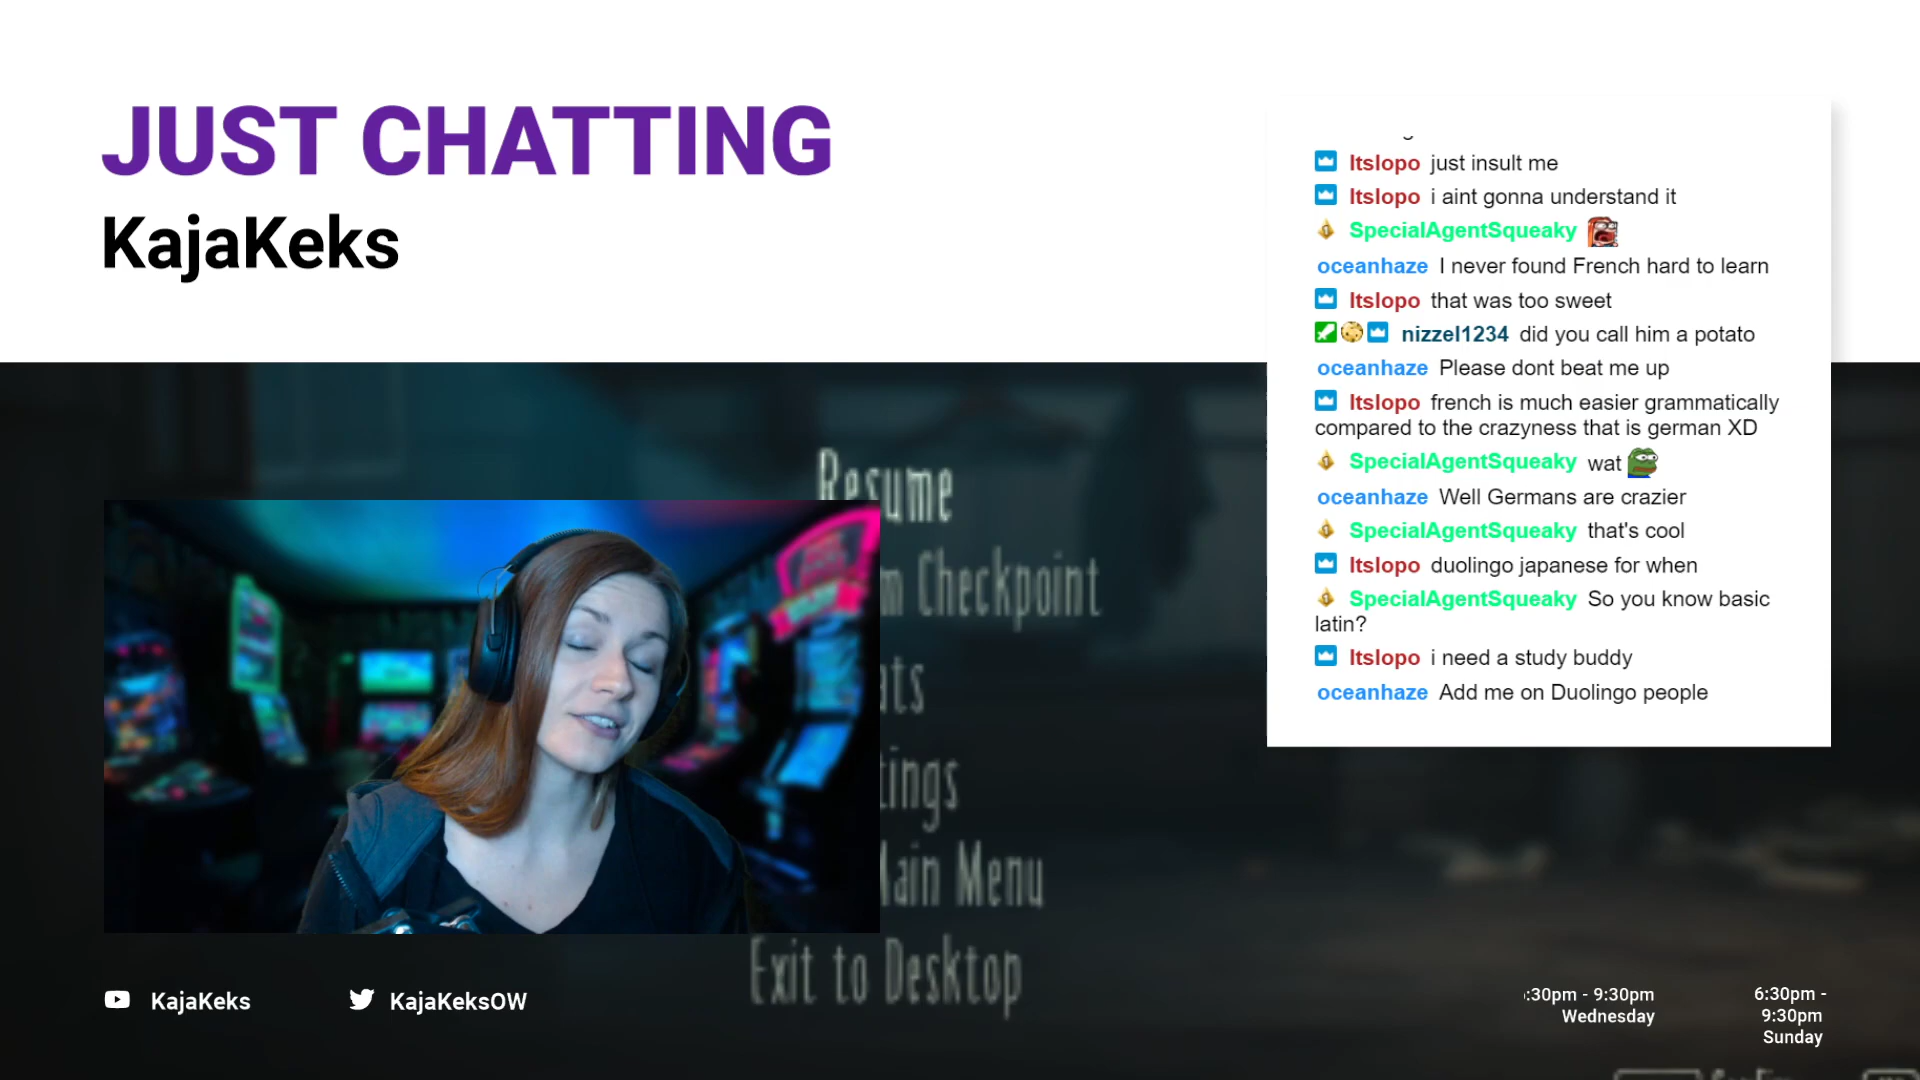 JUST CHATTING
KajaKeks
Itslopo just insult me
Itslopo i aint gonna understand it
SpecialAgentSqueaky
oceanhaze I never found French hard to learn
Itslopo that was too sweet
nizzel1234 did you call him a potato
oceanhaze Please dont beat me up
Itslopo french is much easier grammatically
compared to the crazyness that is german XD
SpecialAgentSqueaky wat
oceanhaze Well Germans are crazier
SpecialAgentSqueaky that's cool
Itslopo duolingo japanese for when
SpecialAgentSqueaky So you know basic
latin?
Itslopo i need a study buddy
oceanhaze Add me on Duolingo people
Resume
Checkpoint
Main Menu
Exit to Desktop
KajaKeks
KajaKeksOW
:30pm - 9:30pm
Wednesday
6:30pm -
9:30pm
Sunday